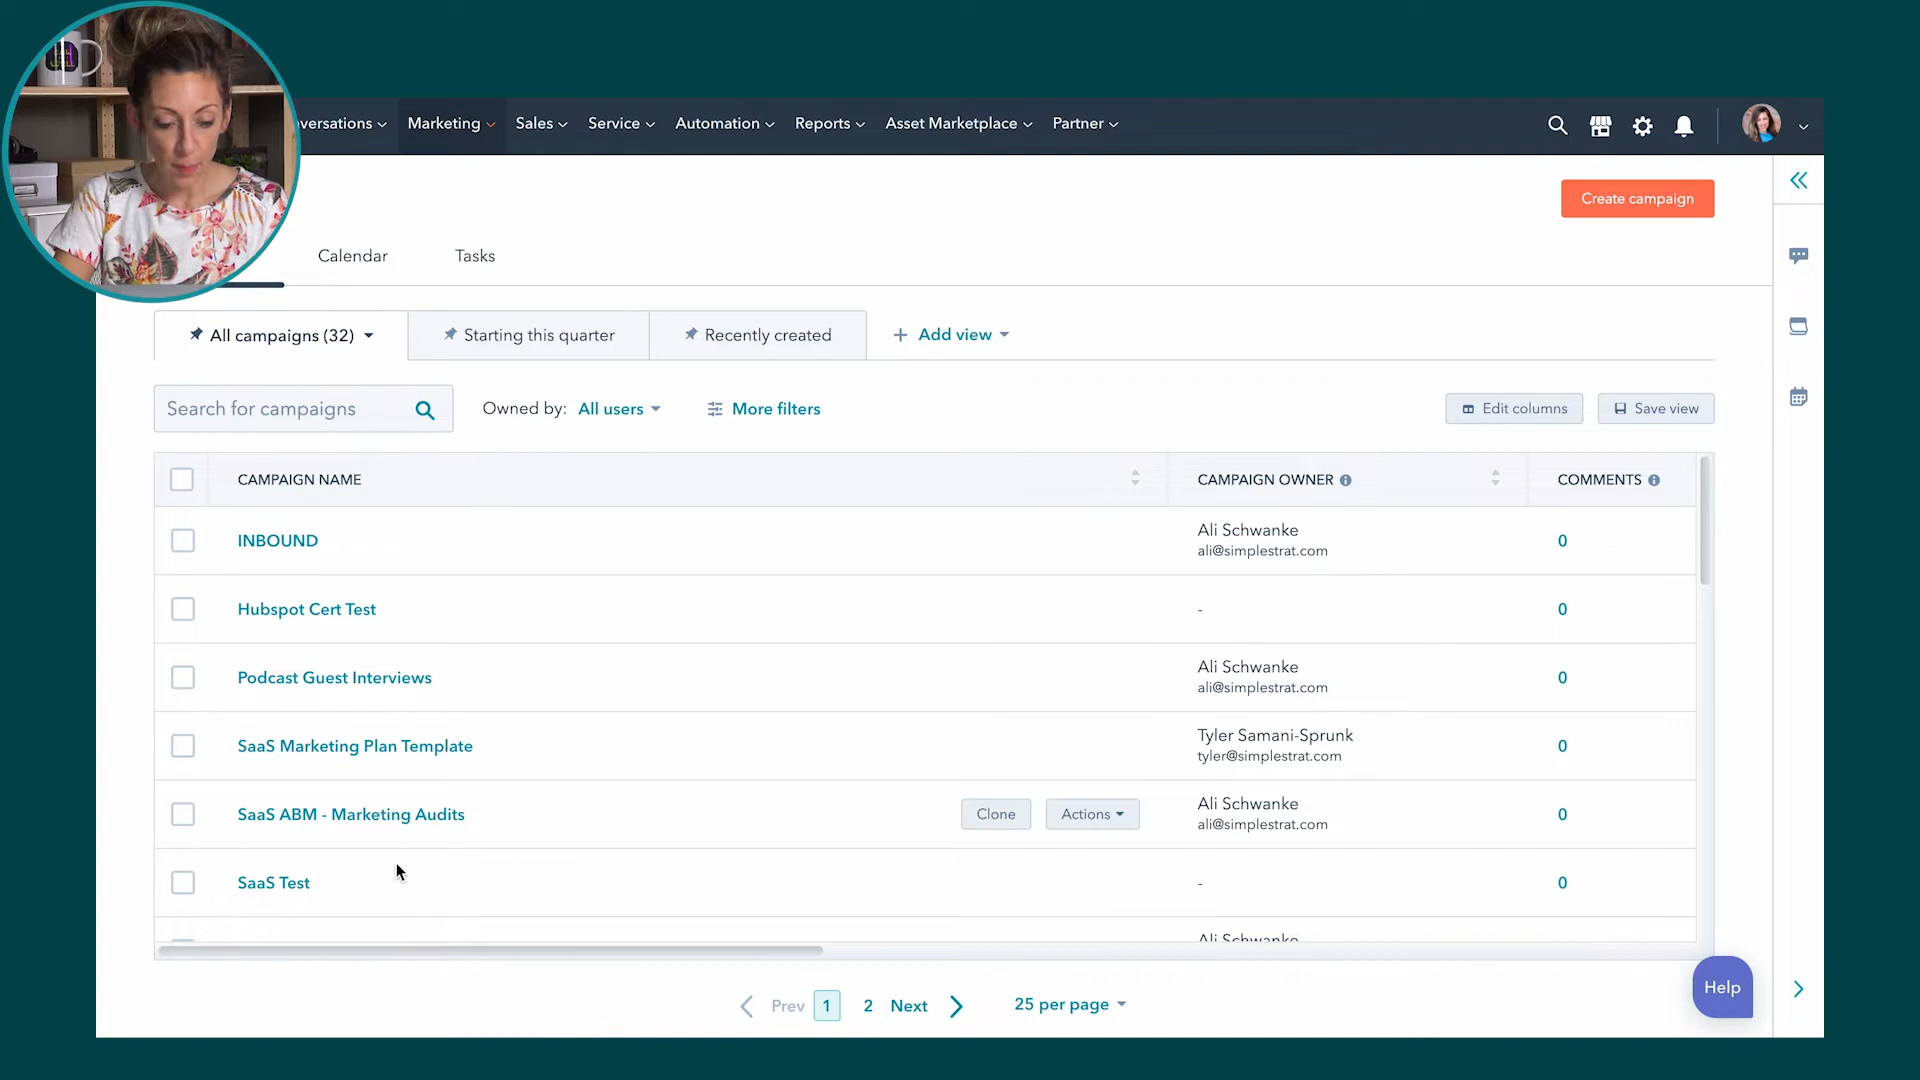 versations Marketing Sales Service Automation Reports Asset Marketplace Partner
Create campaign
Calendar Tasks
All campaigns (32) Starting this quarter Recently created + Add view
Search for campaigns Owned by: All users More filters Edit columns Save view
CAMPAIGN NAME CAMPAIGN OWNER COMMENTS
INBOUND Ali Schwanke 0
ali@simplestrat.com
Hubspot Cert Test - 0
Podcast Guest Interviews Ali Schwanke 0
ali@simplestrat.com
SaaS Marketing Plan Template Tyler Samani-Sprunk 0
tyler@simplestrat.com
SaaS ABM - Marketing Audits Clone Actions Ali Schwanke 0
ali@simplestrat.com
SaaS Test - 0
Ali Schwanke
Prev 1 2 Next 25 per page
Help